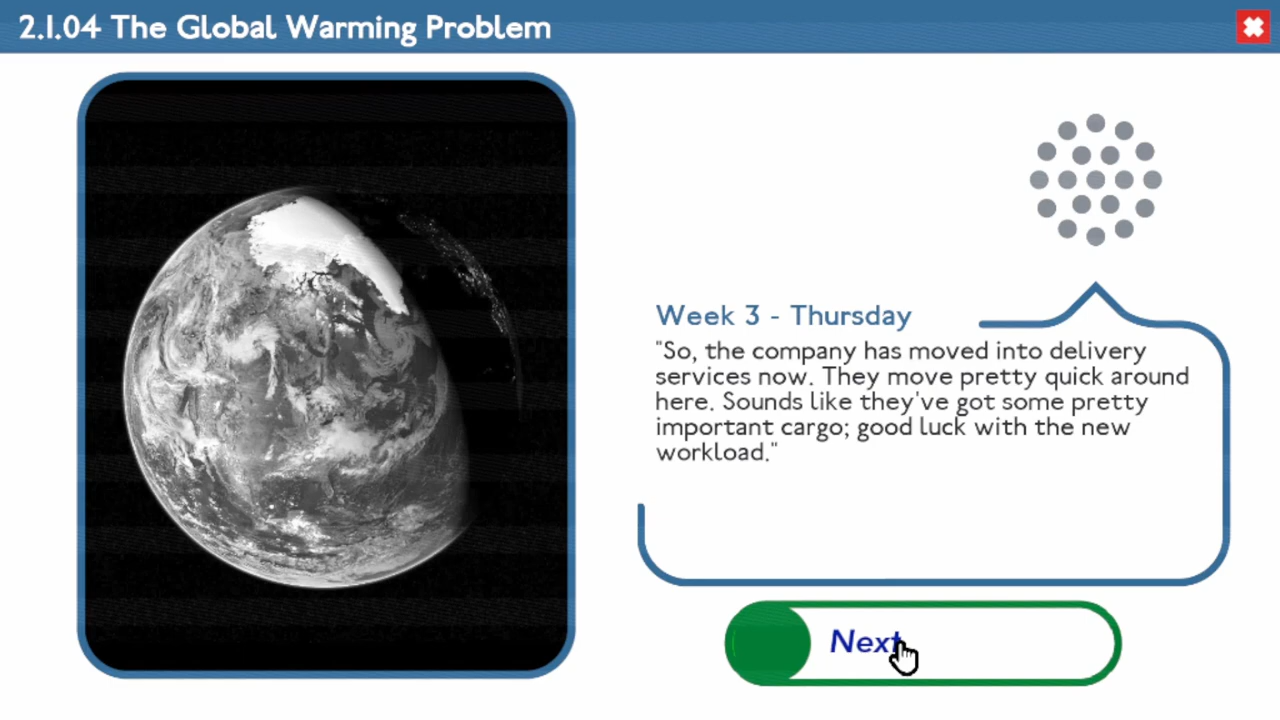 2.1.04 The Global Warming Problem
Week 3 - Thursday
"So, the company has moved into delivery
services now. They move pretty quick around
here. Sounds like they've got some pretty
important cargo; good luck with the new
workload."
Next